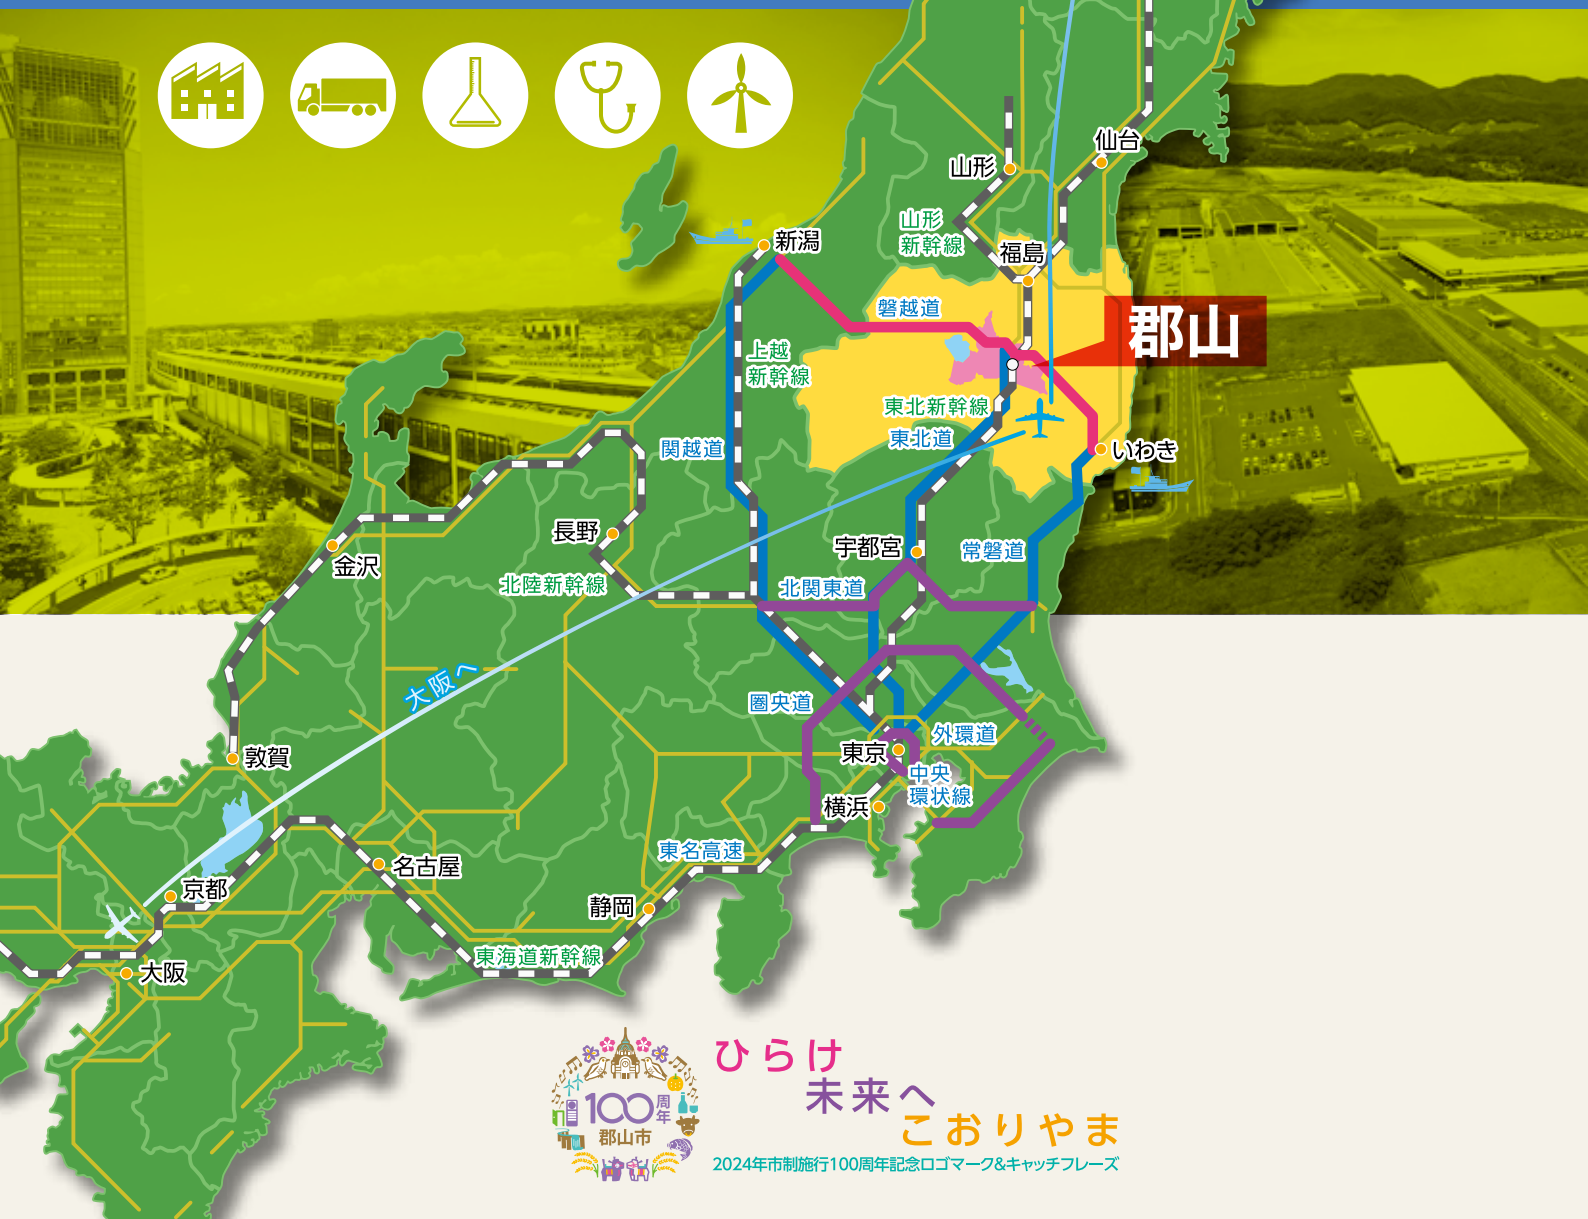 仙台
山形
山形
新幹線
新潟
福島
磐越道
郡山
上越
新幹線
東北新幹線
東北道
関越道
いわき
長野
宇都宮
常磐道
金沢
北陸新幹線
北関東道
大阪へ
圏央道
外環道
東京
敦賀
中央
環状線
横浜
東名高速
名古屋
京都
静岡
東海道新幹線
大阪
ひらけ
未来へ
こおりやま
100周年
郡山市
2024年市制施行100周年記念ロゴマーク&キャッチフレーズ